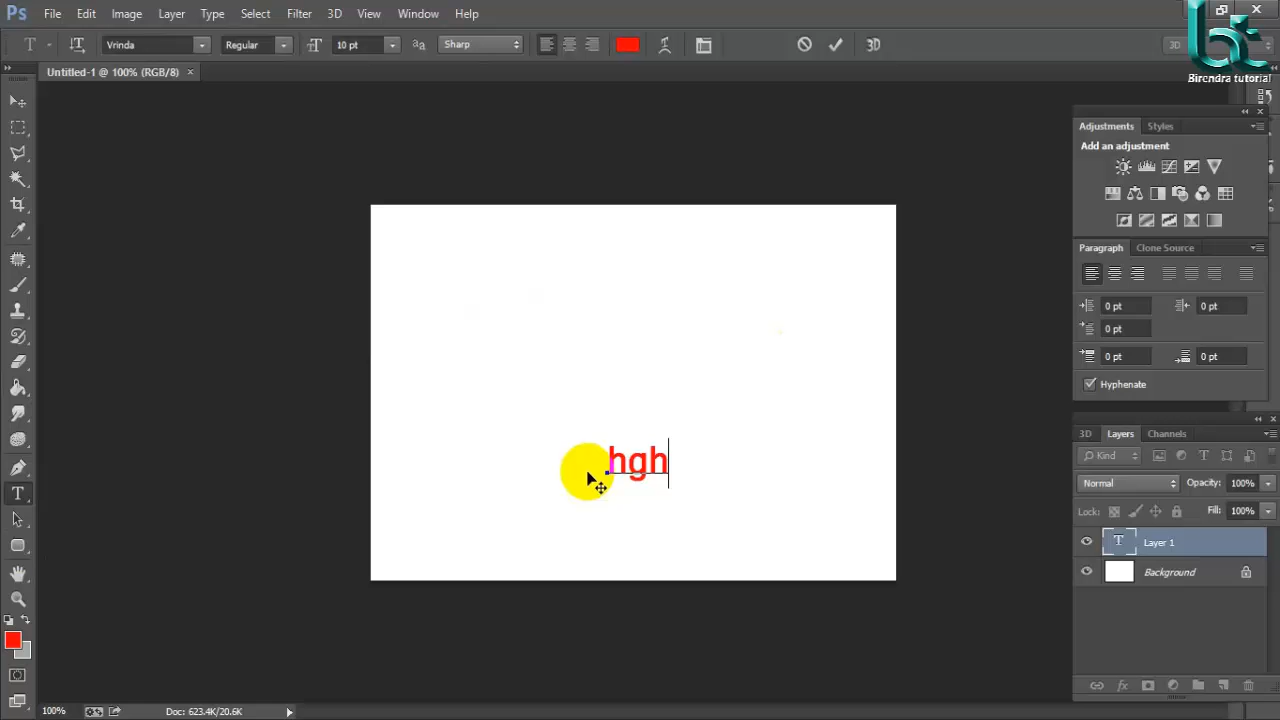 Ps File Edit Image Layer Type Select Filter 3D View Window Help
T Vrinda Regular 10 pt Sharp 3D
bt
Birendra tutorial
Untitled-1 @ 100% (RGB/8) ×
Adjustments Styles
Add an adjustment
Paragraph Clone Source
0 pt 0 pt
0 pt
0 pt 0 pt
Hyphenate
3D Layers Channels
Kind
Normal Opacity: 100%
Lock: Fill: 100%
T Layer 1
Background
hgh
100% Doc: 623.4K/20.6K